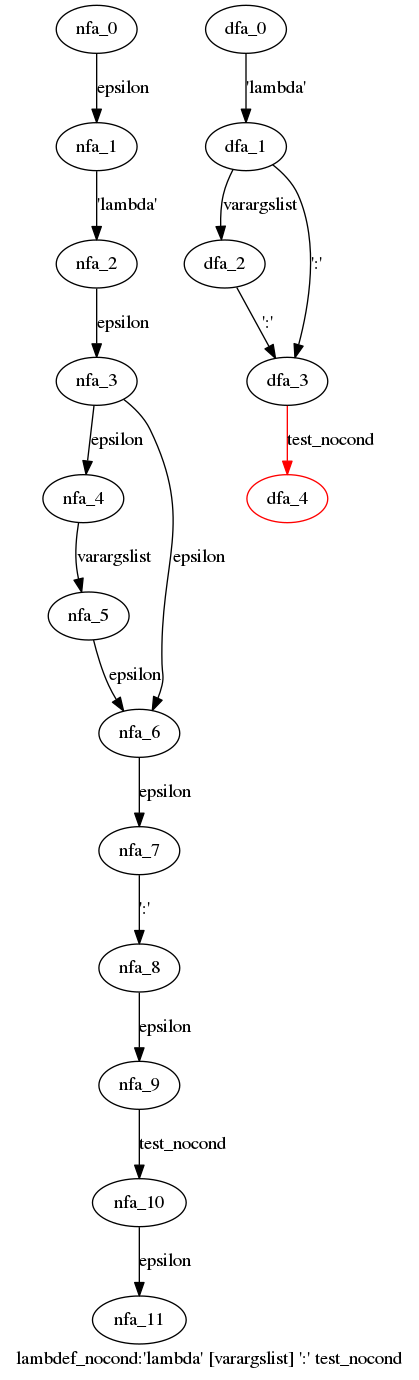 nfa_0 dfa_0
epsilon 'lambda'
nfa_1 dfa_1
'lambda' varargslist
nfa_2 dfa_2 ':'
epsilon ':'
nfa_3 dfa_3
epsilon test_nocond
nfa_4 dfa_4
varargslist epsilon
nfa_5
epsilon
nfa_6
epsilon
nfa_7
':'
nfa_8
epsilon
nfa_9
test_nocond
nfa_10
epsilon
nfa_11
lambdef_nocond:'lambda' [varargslist] ':' test_nocond